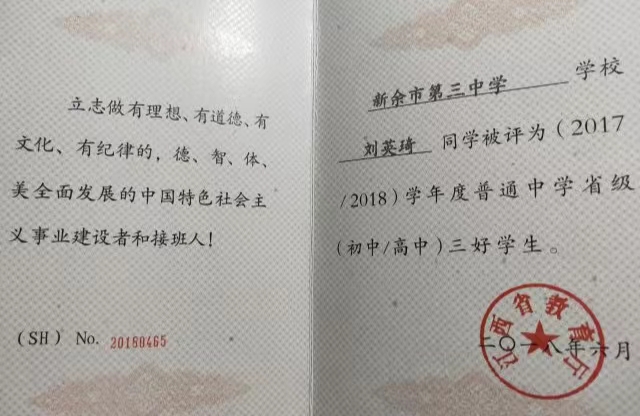 立志做有理想、有道德、有
文化、有纪律的，德、智、体、
美全面发展的中国特色社会主
义事业建设者和接班人！
(SH) No. 20180465
新余市第三中学 学校
刘英琦 同学被评为（2017
/2018）学年度普通中学省级
（初中/高中）三好学生。
江西省教育厅
二〇一八年六月